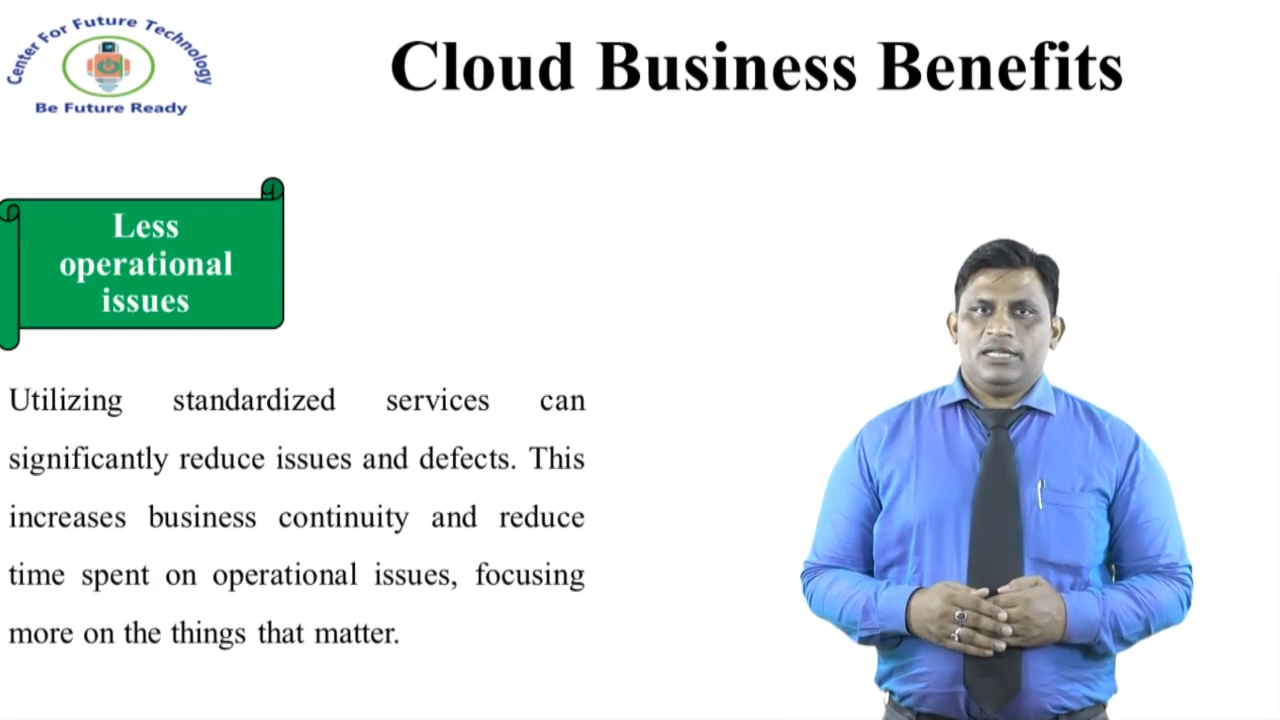 Center For Future Technology
Be Future Ready
Cloud Business Benefits
Less
operational
issues
Utilizing standardized services can
significantly reduce issues and defects. This
increases business continuity and reduce
time spent on operational issues, focusing
more on the things that matter.